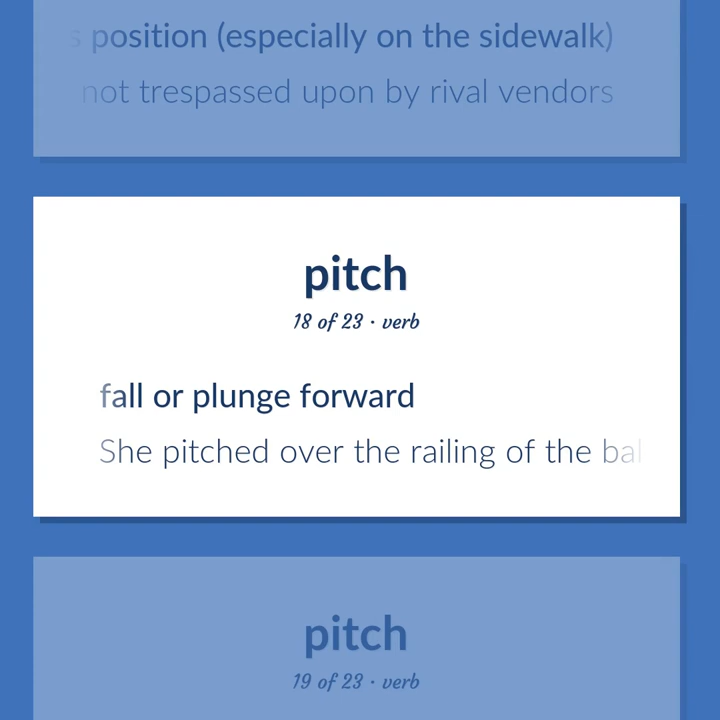 position (especially on the sidewalk)
not trespassed upon by rival vendors
pitch
18 of 23 · verb
fall or plunge forward
She pitched over the railing of the
pitch
19 of 23 · verb